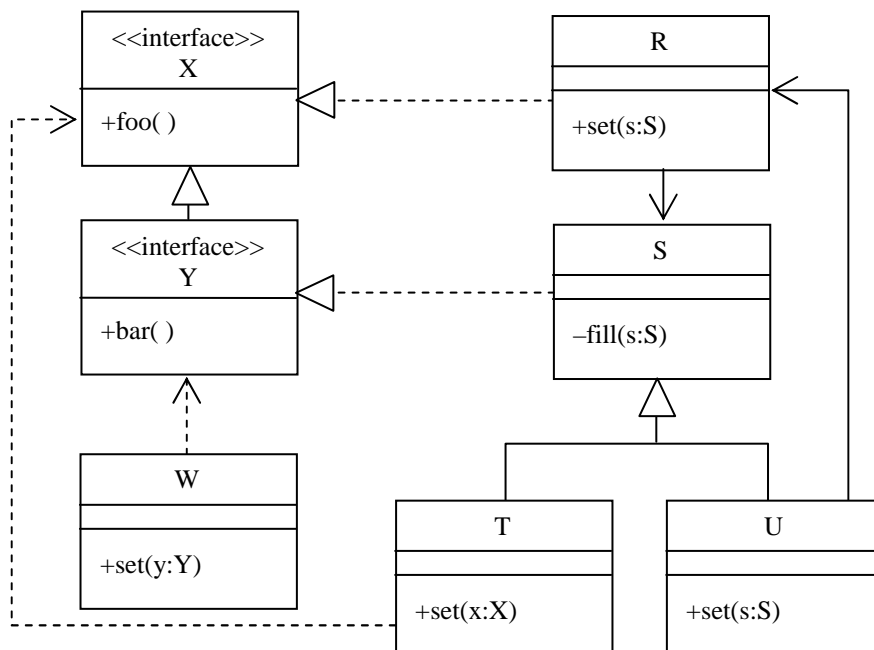 <<interface>>
X
+foo( )
R
+set(s:S)
<<interface>>
Y
+bar( )
S
–fill(s:S)
W
+set(y:Y)
T
+set(x:X)
U
+set(s:S)